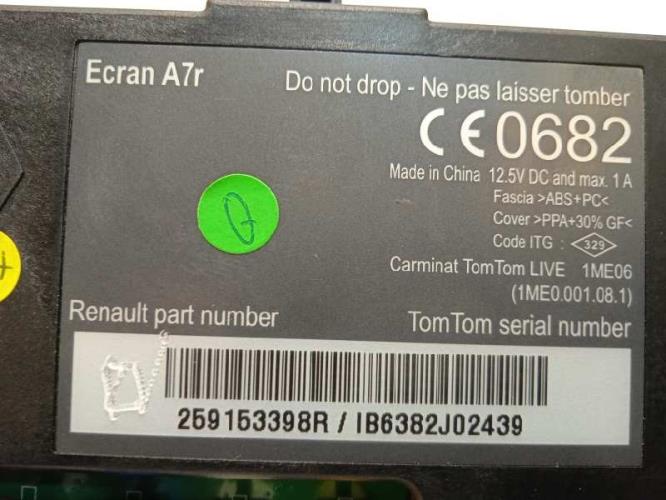 Ecran A7r
Do not drop - Ne pas laisser tomber
CE0682
Made in China 12.5V DC and max. 1 A
Fascia >ABS+PC<
Cover >PPA+30% GF<
Code ITG : 329
Carminat TomTom LIVE 1ME06
(1ME0.001.08.1)
Renault part number
TomTom serial number
259153398R / IB6382J02439